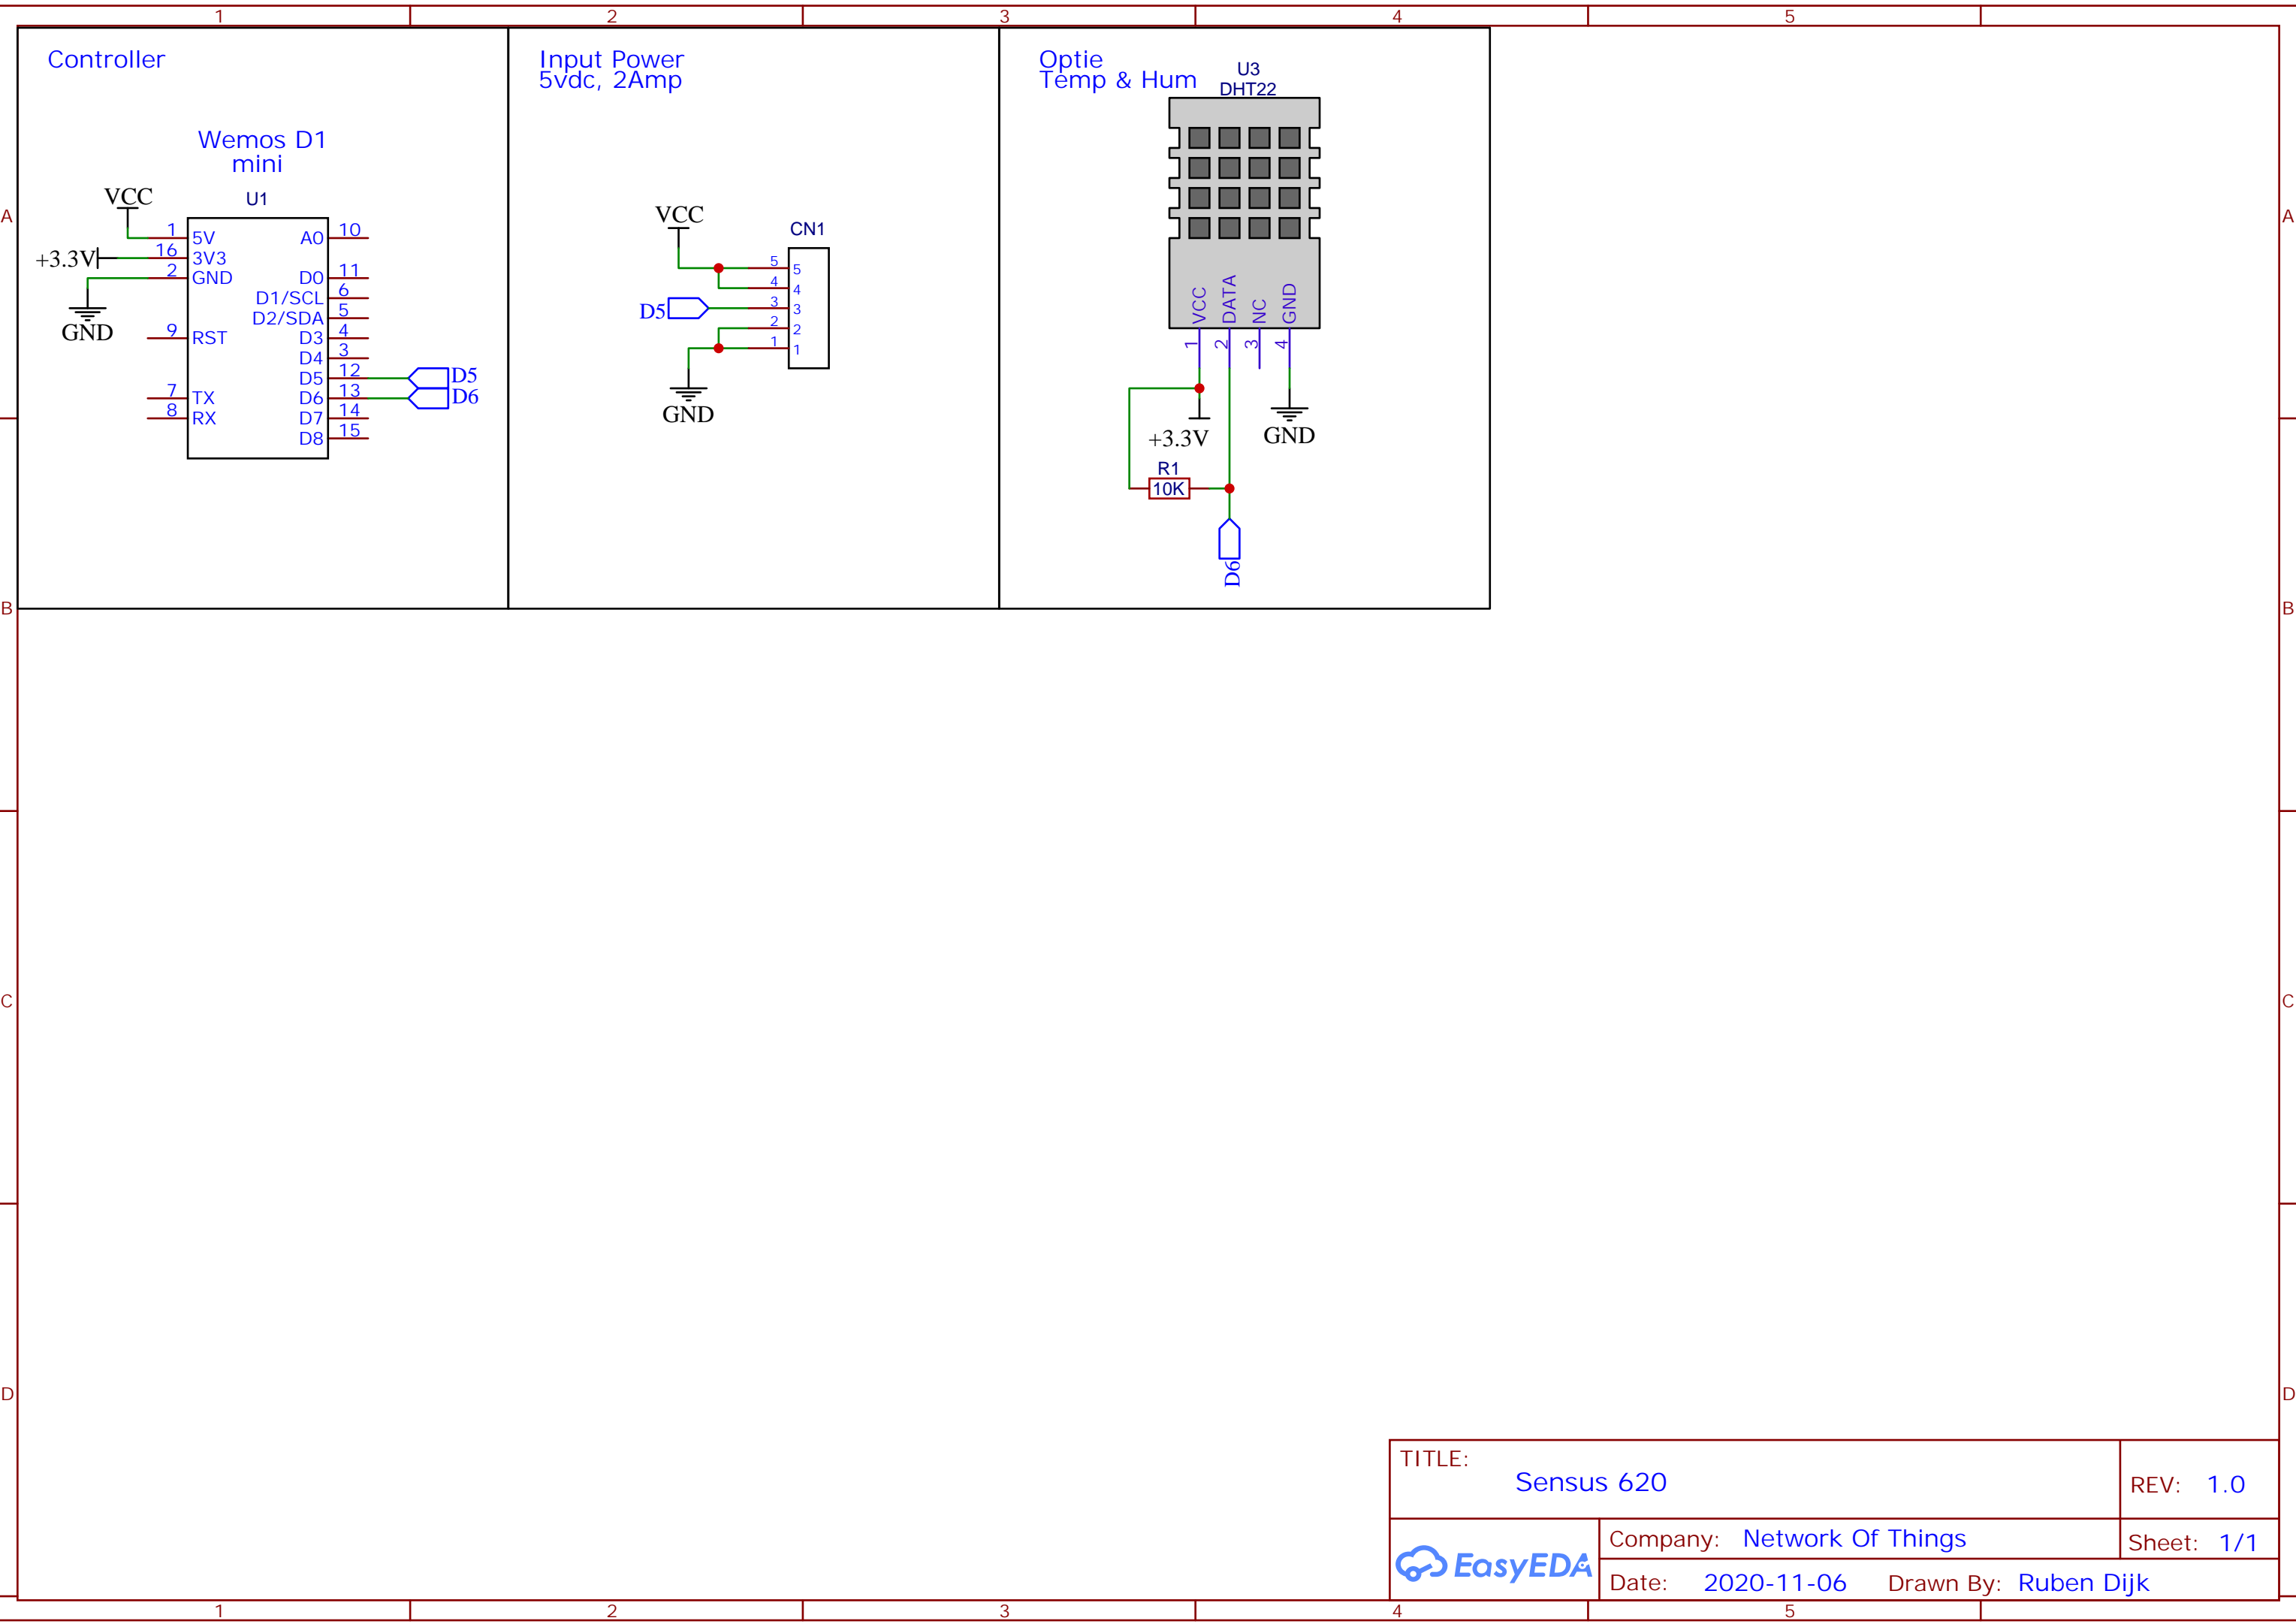 1 2 3 4 5
Controller
Wemos D1
mini
U1
VCC
+3.3V
GND
1 5V
16 3V3
2 GND
9 RST
7 TX
8 RX
A0 10
D0 11
D1/SCL 6
D2/SDA 5
D3 4
D4 3
D5 12 D5
D6 13 D6
D7 14
D8 15
Input Power
5vdc, 2Amp
VCC
CN1
5 5
4 4
D5 3 3
2 2
1 1
GND
Optie
Temp & Hum
U3
DHT22
VCC DATA NC GND
1 2 3 4
+3.3V
GND
R1
10K
D6
A A
B B
C C
D D
TITLE:
Sensus 620
REV: 1.0
EasyEDA
Company: Network Of Things
Sheet: 1/1
Date: 2020-11-06 Drawn By: Ruben Dijk
1 2 3 4 5